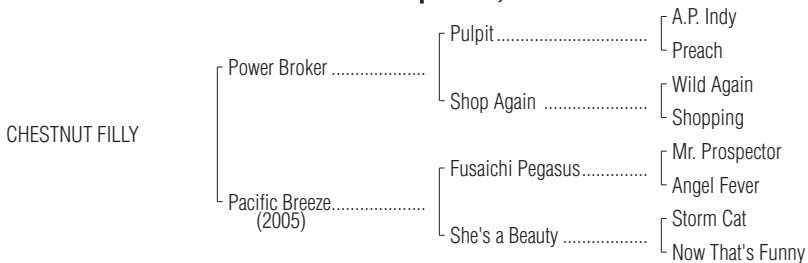 A.P. Indy
Pulpit
Preach
Power Broker
Wild Again
Shop Again
Shopping
CHESTNUT FILLY
Mr. Prospector
Fusaichi Pegasus
Angel Fever
Pacific Breeze
(2005)
Storm Cat
She's a Beauty
Now That's Funny